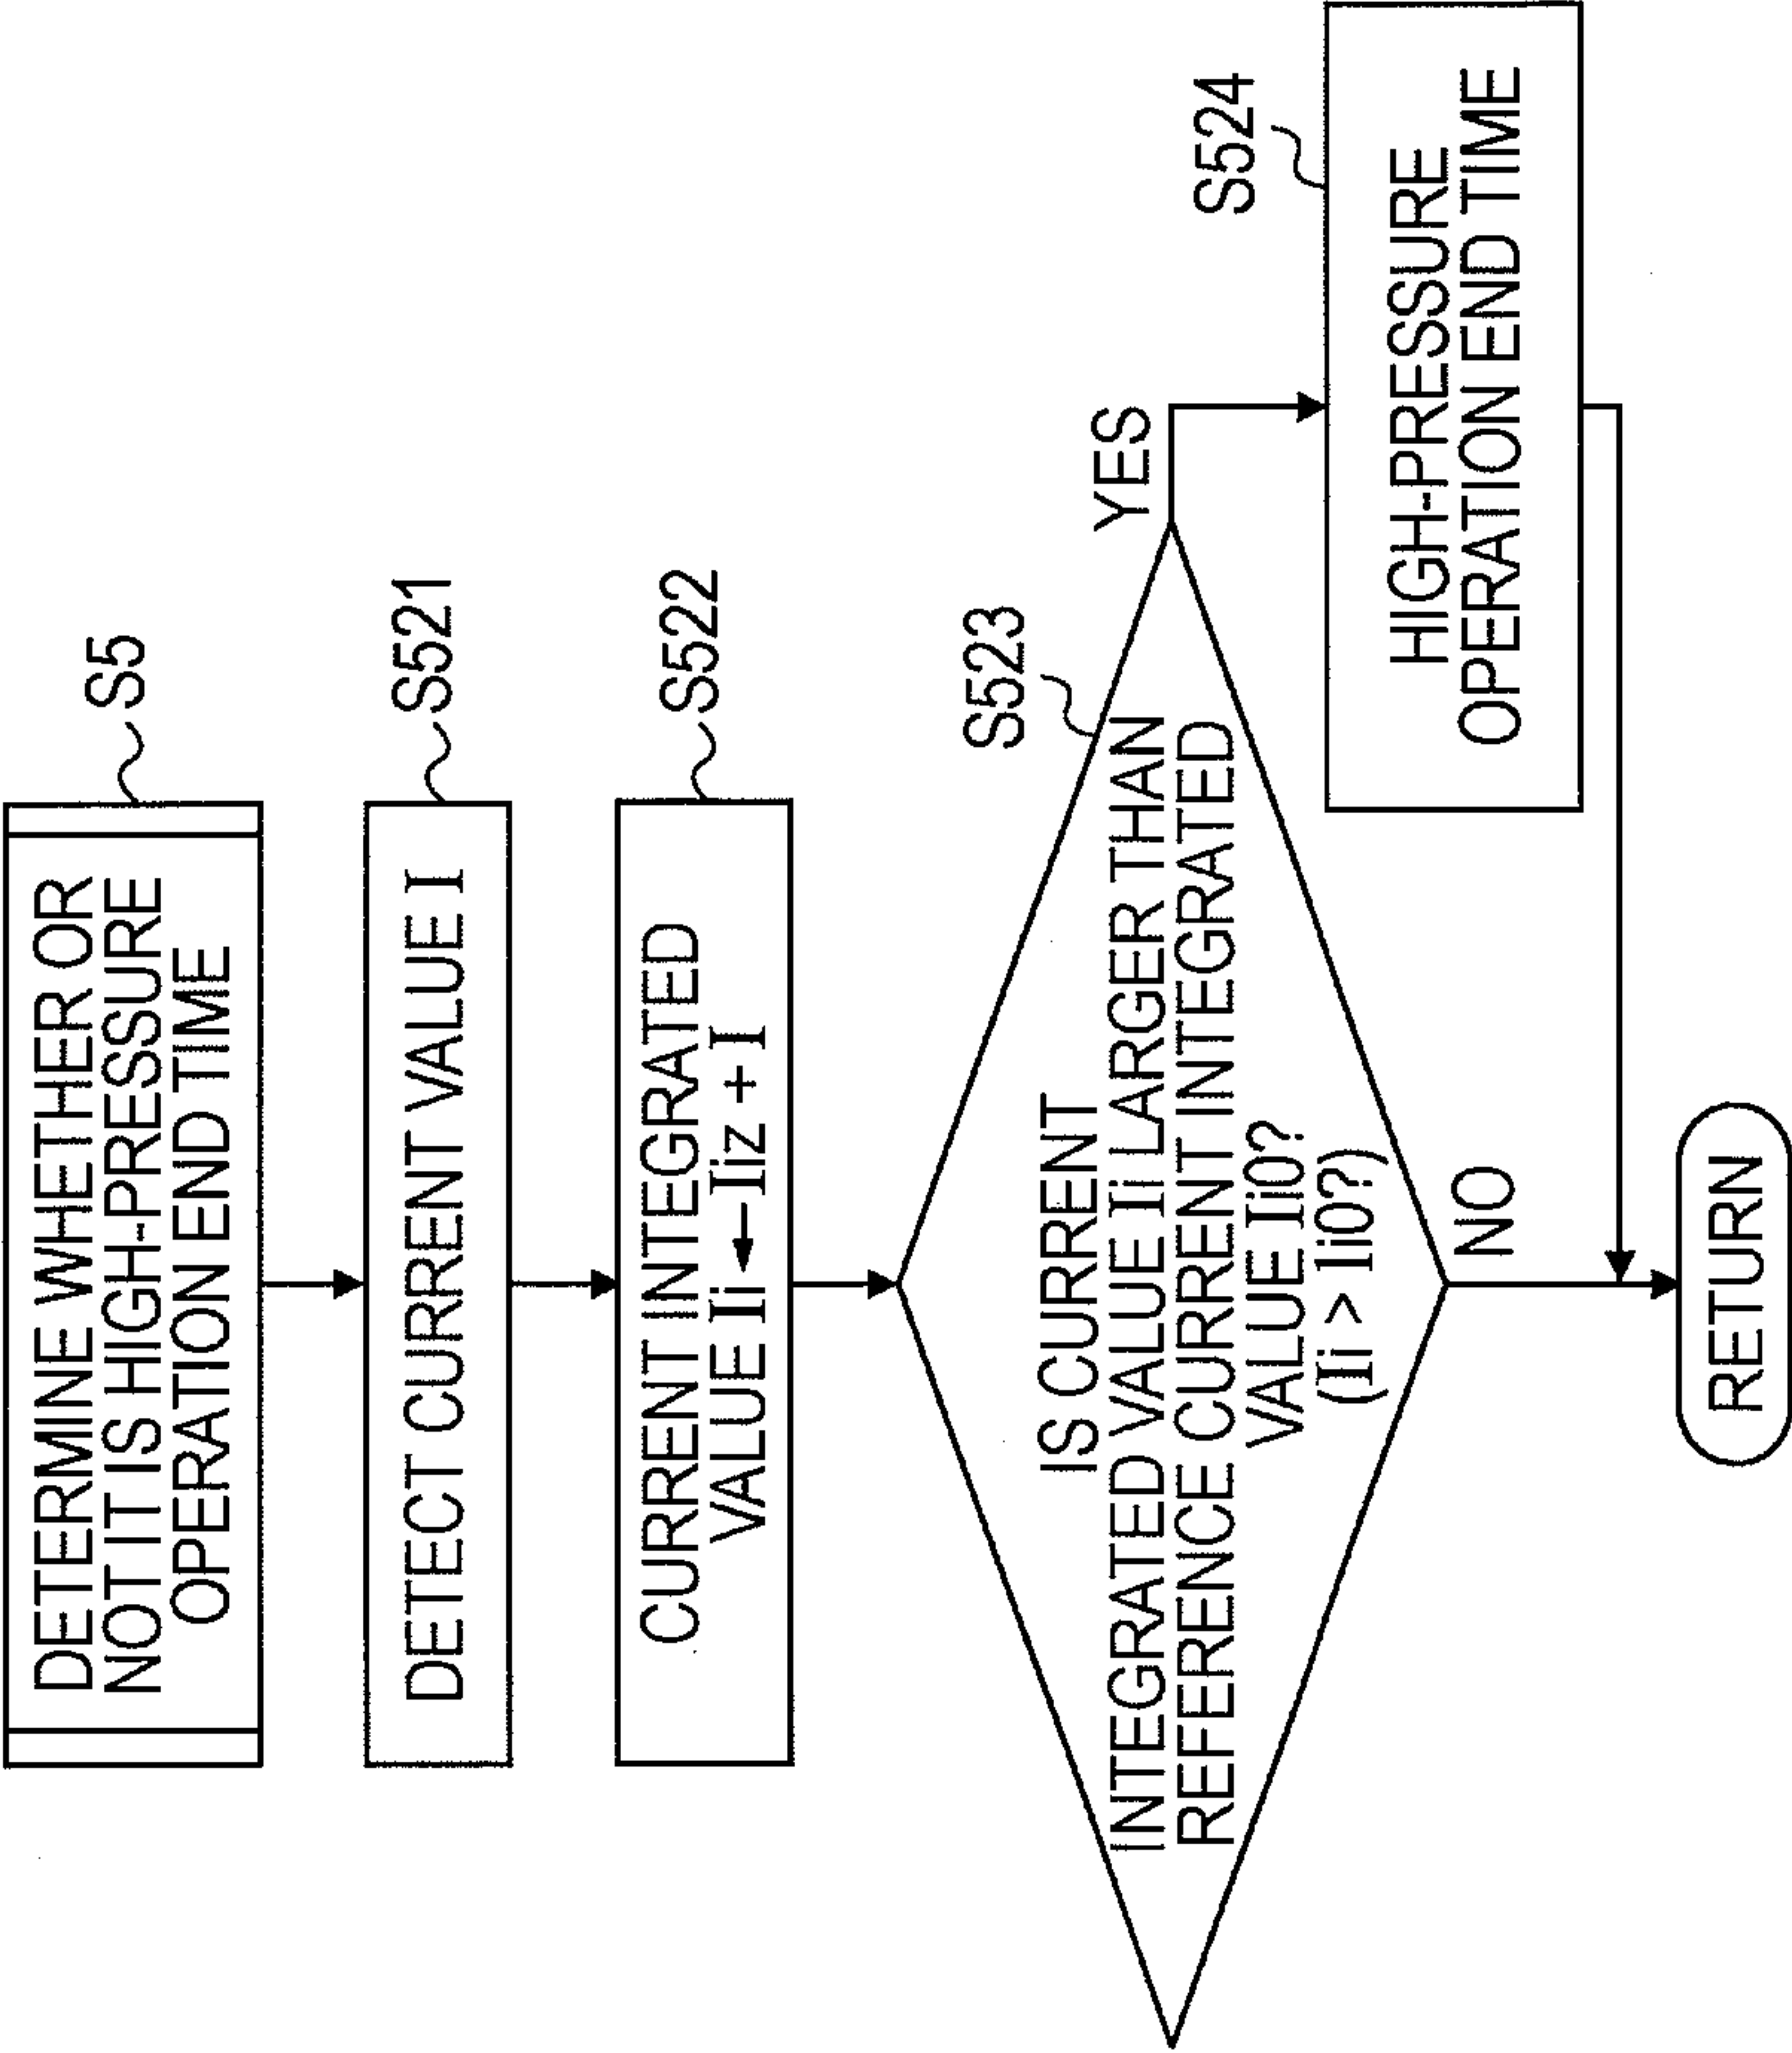 DETERMINE WHETHER OR
NOT IT IS HIGH-PRESSURE
OPERATION END TIME
S5
DETECT CURRENT VALUE I
S521
CURRENT INTEGRATED
VALUE Ii ← Iiz + I
S522
IS CURRENT
INTEGRATED VALUE Ii LARGER THAN
REFERENCE CURRENT INTEGRATED
VALUE Ii0?
(Ii > Ii0?)
S523
YES
S524
HIGH-PRESSURE
OPERATION END TIME
NO
RETURN